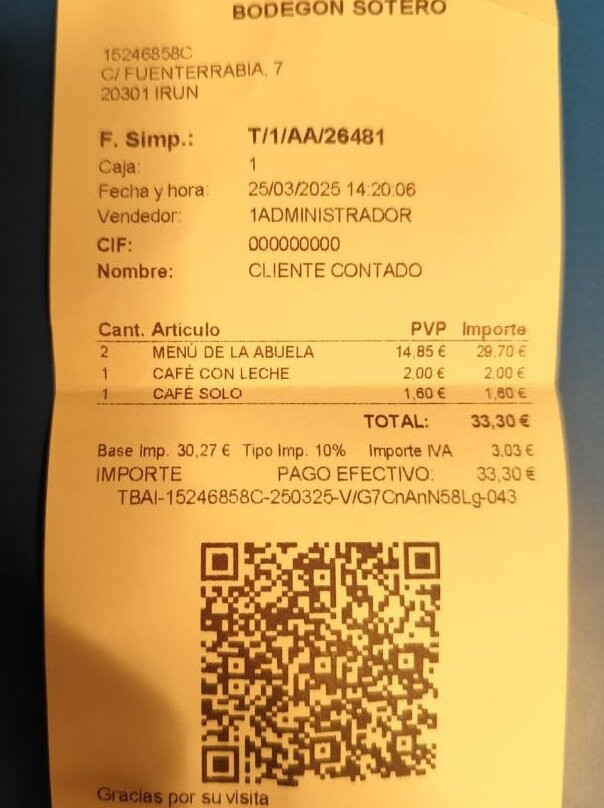 BODEGON SOTERO
15246858C
C/ FUENTERRABIA, 7
20301 IRUN
F. Simp.: T/1/AA/26481
Caja: 1
Fecha y hora: 25/03/2025 14:20:06
Vendedor: 1ADMINISTRADOR
CIF: 000000000
Nombre: CLIENTE CONTADO
Cant. Articulo PVP Importe
2 MENÚ DE LA ABUELA 14,85 € 29,70 €
1 CAFÉ CON LECHE 2,00 € 2,00 €
1 CAFÉ SOLO 1,60 € 1,60 €
TOTAL: 33,30 €
Base Imp. 30,27 € Tipo Imp. 10% Importe IVA 3,03 €
IMPORTE PAGO EFECTIVO: 33,30 €
TBAI-15246858C-250325-V/G7CnAnN58Lg-043
Gracias por su visita